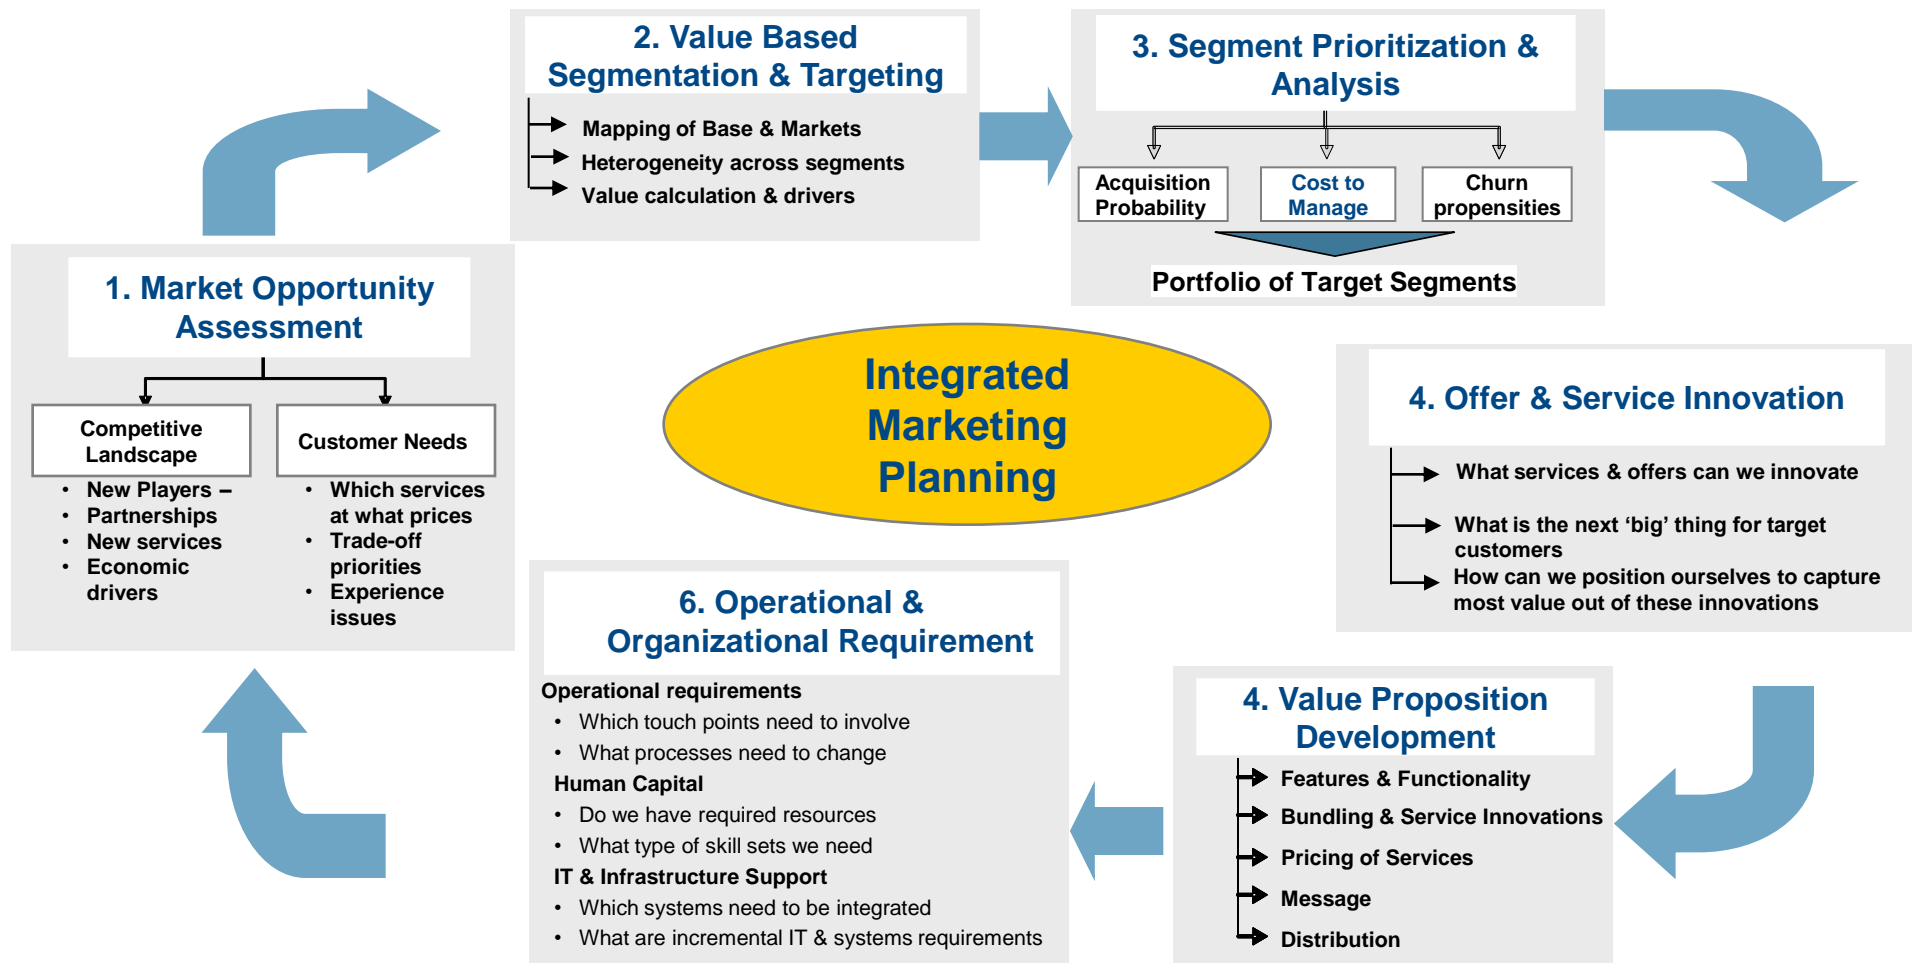 1. Market Opportunity
Assessment
Competitive
Landscape
• New Players –
• Partnerships
• New services
• Economic
drivers
Customer Needs
• Which services
at what prices
• Trade-off
priorities
• Experience
issues
2. Value Based
Segmentation & Targeting
Mapping of Base & Markets
Heterogeneity across segments
Value calculation & drivers
3. Segment Prioritization &
Analysis
Acquisition
Probability
Cost to
Manage
Churn
propensities
Portfolio of Target Segments
Integrated
Marketing
Planning
4. Offer & Service Innovation
What services & offers can we innovate
What is the next ‘big’ thing for target
customers
How can we position ourselves to capture
most value out of these innovations
4. Value Proposition
Development
Features & Functionality
Bundling & Service Innovations
Pricing of Services
Message
Distribution
6. Operational &
Organizational Requirement
Operational requirements
• Which touch points need to involve
• What processes need to change
Human Capital
• Do we have required resources
• What type of skill sets we need
IT & Infrastructure Support
• Which systems need to be integrated
• What are incremental IT & systems requirements